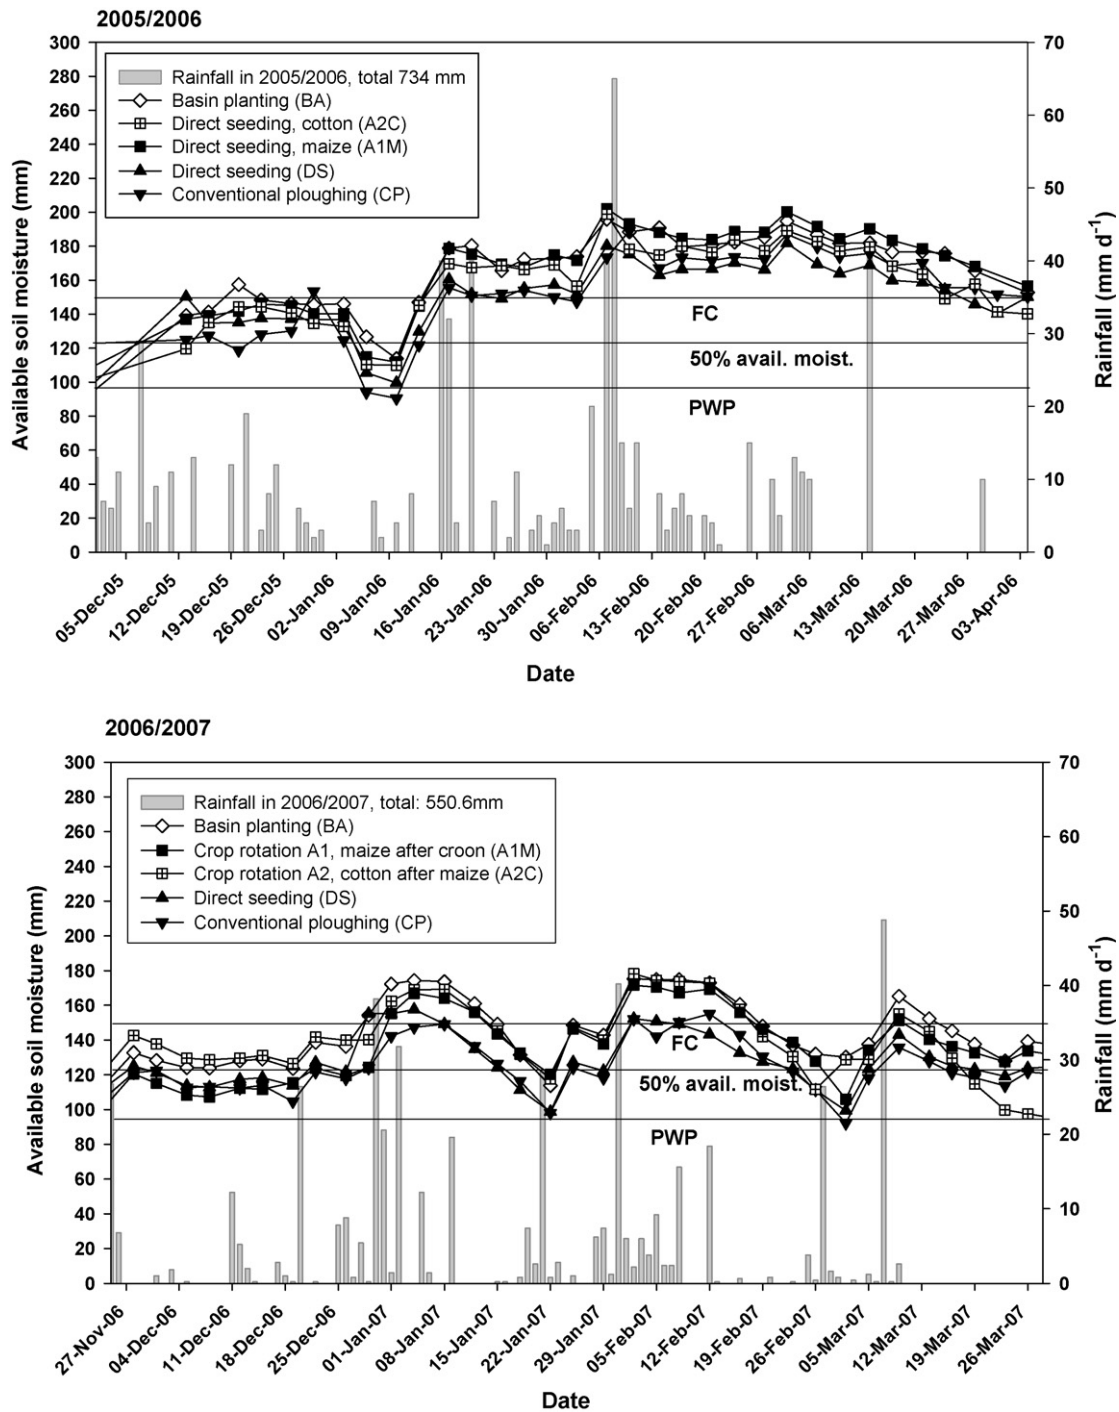 2005/2006
300
280
260
240
220
200
180
160
140
120
100
80
60
40
20
0
Available soil moisture (mm)
Rainfall in 2005/2006, total 734 mm
Basin planting (BA)
Direct seeding, cotton (A2C)
Direct seeding, maize (A1M)
Direct seeding (DS)
Conventional ploughing (CP)
FC
50% avail. moist.
PWP
70
60
50
40
30
20
10
0
Rainfall (mm d-1)
05-Dec-05
12-Dec-05
19-Dec-05
26-Dec-05
02-Jan-06
09-Jan-06
16-Jan-06
23-Jan-06
30-Jan-06
06-Feb-06
13-Feb-06
20-Feb-06
27-Feb-06
06-Mar-06
13-Mar-06
20-Mar-06
27-Mar-06
03-Apr-06
Date
2006/2007
300
280
260
240
220
200
180
160
140
120
100
80
60
40
20
0
Available soil moisture (mm)
Rainfall in 2006/2007, total: 550.6mm
Basin planting (BA)
Crop rotation A1, maize after croon (A1M)
Crop rotation A2, cotton after maize (A2C)
Direct seeding (DS)
Conventional ploughing (CP)
FC
50% avail. moist.
PWP
70
60
50
40
30
20
10
0
Rainfall (mm d-1)
27-Nov-06
04-Dec-06
11-Dec-06
18-Dec-06
25-Dec-06
01-Jan-07
08-Jan-07
15-Jan-07
22-Jan-07
29-Jan-07
05-Feb-07
12-Feb-07
19-Feb-07
26-Feb-07
05-Mar-07
12-Mar-07
19-Mar-07
26-Mar-07
Date